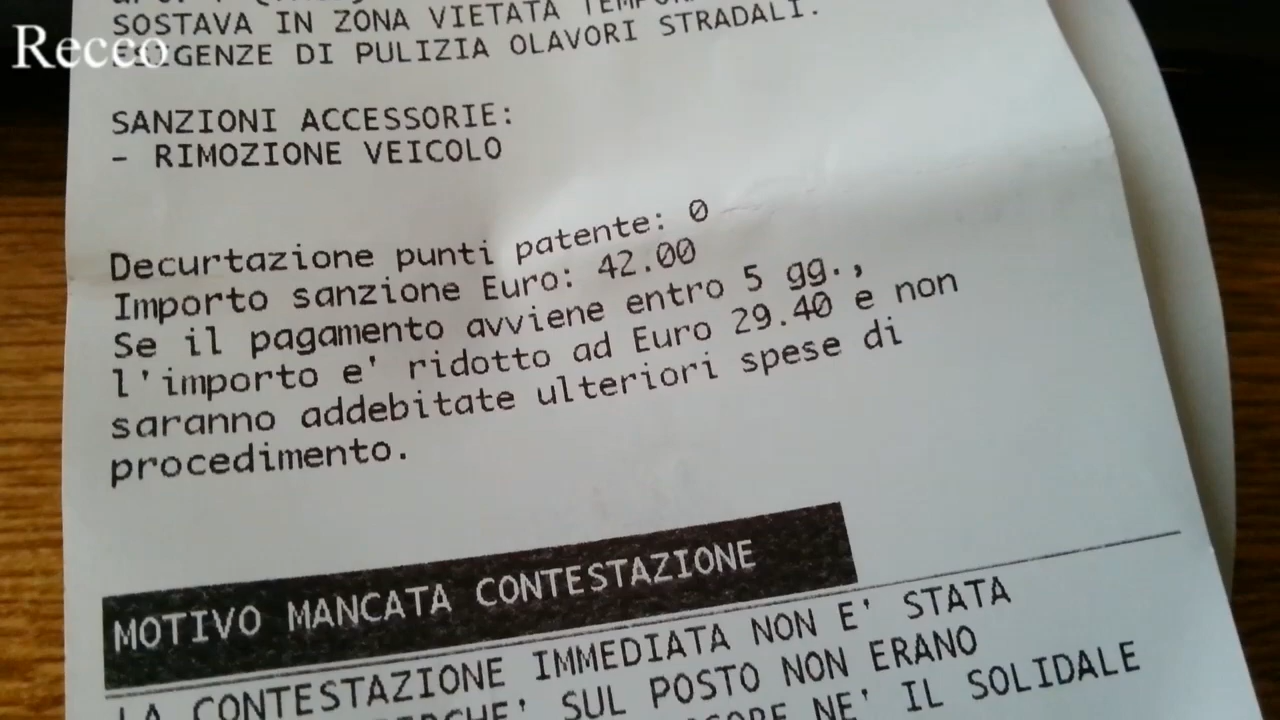 Recco
SOSTAVA IN ZONA VIETATA
ESIGENZE DI PULIZIA OLAVORI STRADALI.
SANZIONI ACCESSORIE:
- RIMOZIONE VEICOLO
Decurtazione punti patente: 0
Importo sanzione Euro: 42.00
Se il pagamento avviene entro 5 gg.,
l'importo e' ridotto ad Euro 29.40 e non
saranno addebitate ulteriori spese di
procedimento.
MOTIVO MANCATA CONTESTAZIONE
LA CONTESTAZIONE IMMEDIATA NON E' STATA
SUL POSTO NON ERANO
NE' IL SOLIDALE